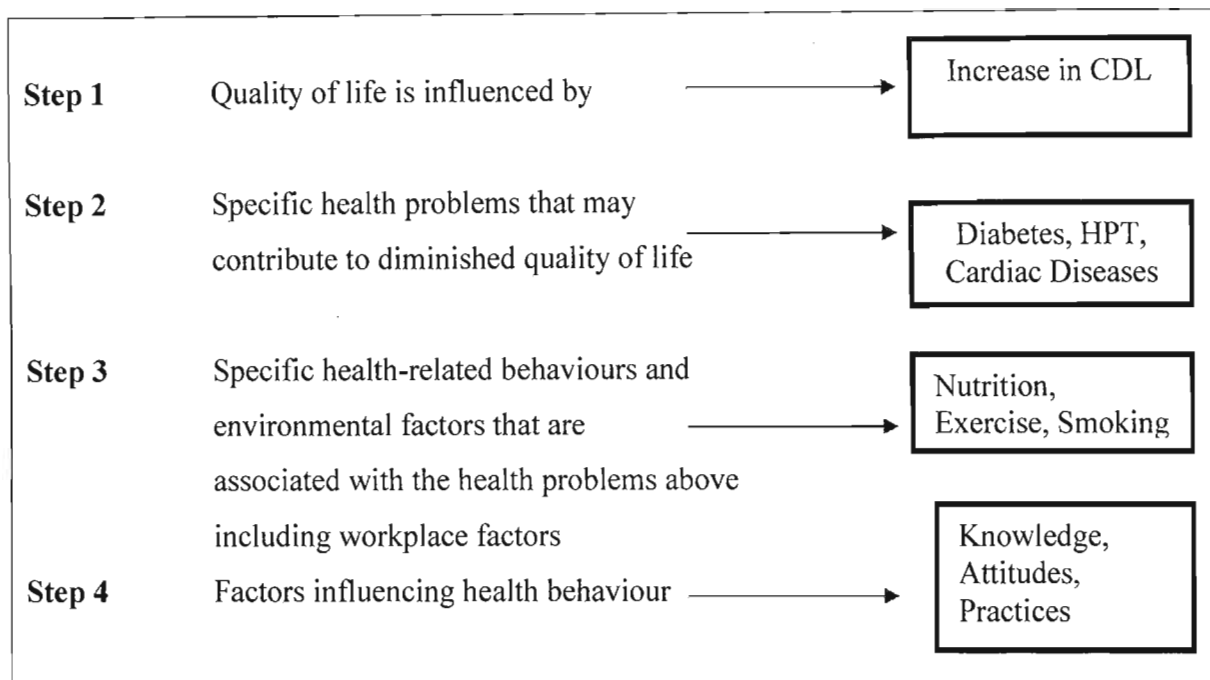 Step 1 Quality of life is influenced by Increase in CDL
Step 2 Specific health problems that may
contribute to diminished quality of life
Diabetes, HPT,
Cardiac Diseases
Step 3 Specific health-related behaviours and
environmental factors that are
associated with the health problems above
including workplace factors
Nutrition,
Exercise, Smoking
Step 4 Factors influencing health behaviour
Knowledge,
Attitudes,
Practices